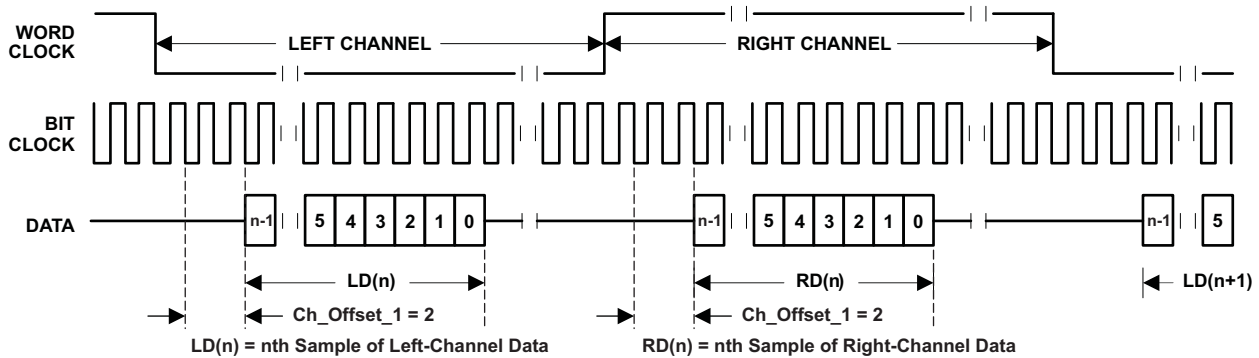 WORD CLOCK
LEFT CHANNEL
RIGHT CHANNEL
BIT CLOCK
DATA
n-1 5 4 3 2 1 0 n-1 5 4 3 2 1 0 n-1 5
LD(n) RD(n) LD(n+1)
Ch_Offset_1 = 2 Ch_Offset_1 = 2
LD(n) = nth Sample of Left-Channel Data RD(n) = nth Sample of Right-Channel Data